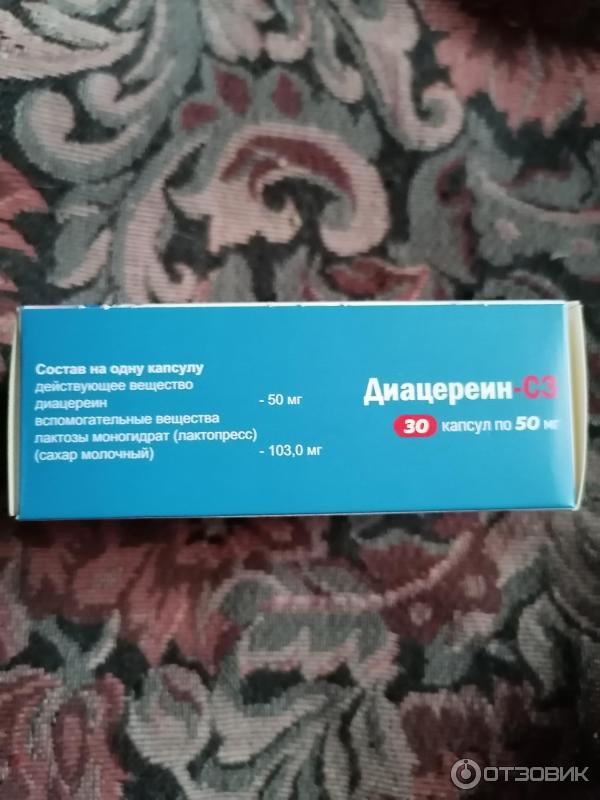 Состав на одну капсулу
действующее вещество
диацереин - 50 мг
вспомогательные вещества
лактозы моногидрат (лактопресс)
(сахар молочный) - 103,0 мг
Диацереин-СЗ
30 капсул по 50 мг
ОТЗОВИК